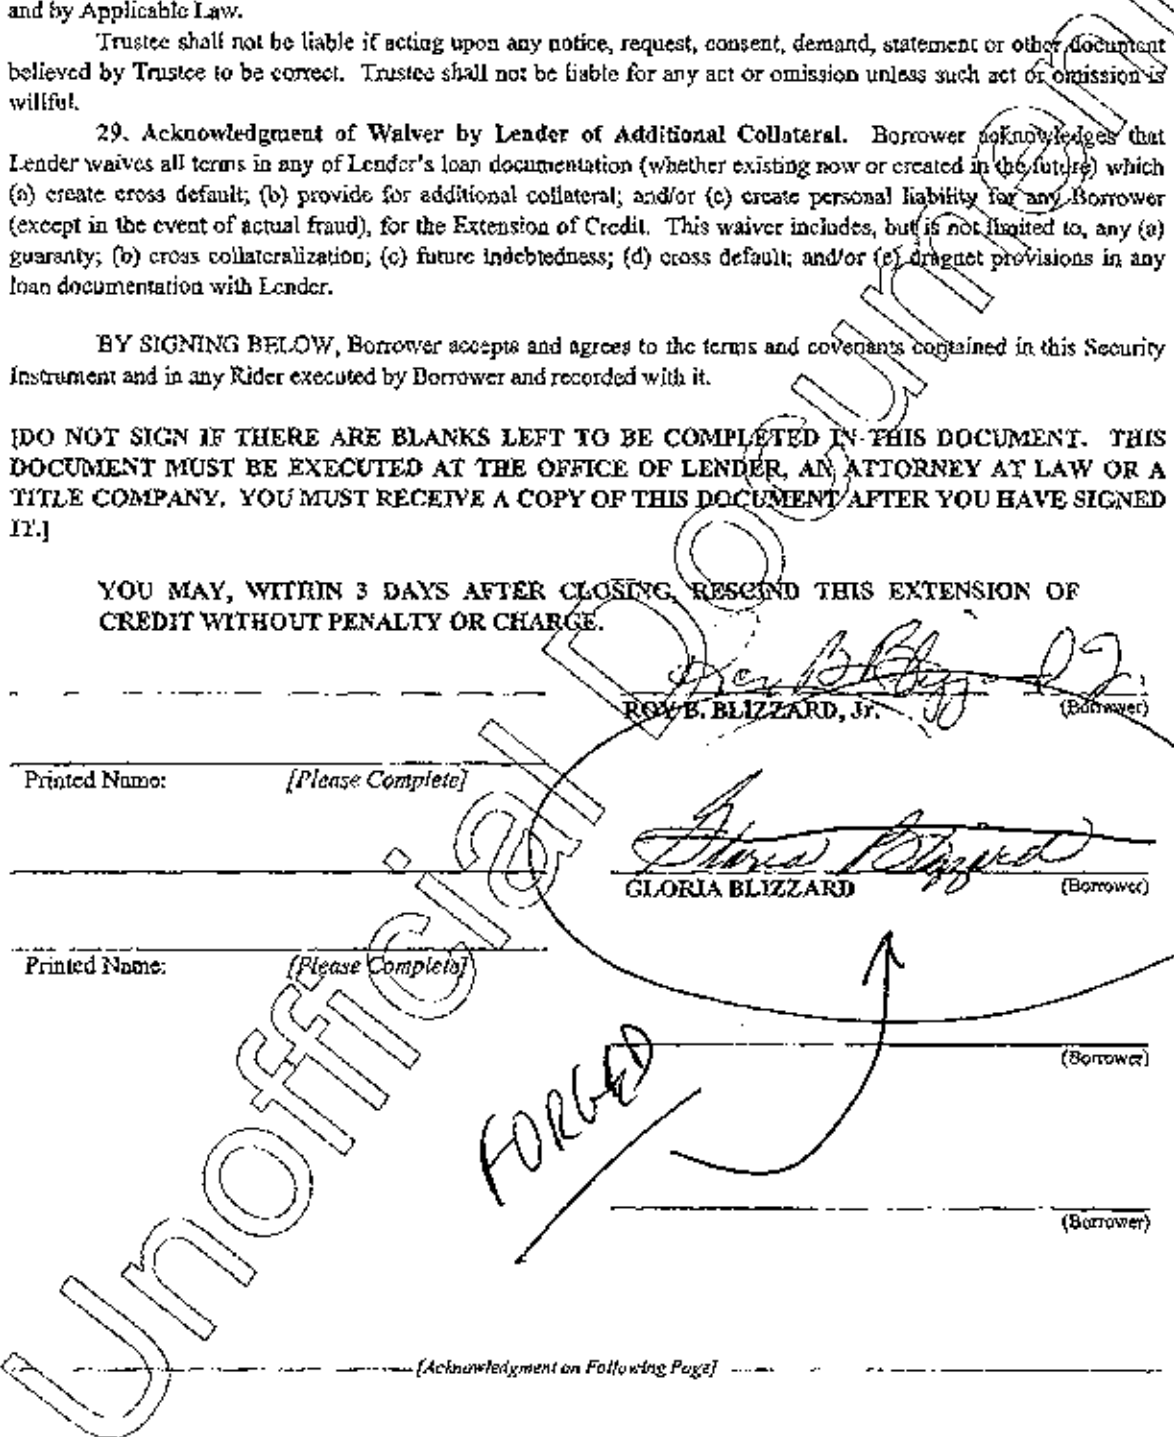 and by Applicable Law.
Trustee shall not be liable if acting upon any notice, request, consent, demand, statement or other document
believed by Trustee to be correct. Trustee shall not be liable for any act or omission unless such act or omission is
willful.
29. Acknowledgment of Waiver by Lender of Additional Collateral. Borrower acknowledges that
Lender waives all terms in any of Lender's loan documentation (whether existing now or created in the future) which
(a) create cross default; (b) provide for additional collateral; and/or (c) create personal liability for any Borrower
(except in the event of actual fraud), for the Extension of Credit. This waiver includes, but is not limited to, any (a)
guaranty; (b) cross collateralization; (c) future indebtedness; (d) cross default; and/or (e) dragnet provisions in any
loan documentation with Lender.
BY SIGNING BELOW, Borrower accepts and agrees to the terms and covenants contained in this Security
Instrument and in any Rider executed by Borrower and recorded with it.
[DO NOT SIGN IF THERE ARE BLANKS LEFT TO BE COMPLETED IN THIS DOCUMENT. THIS
DOCUMENT MUST BE EXECUTED AT THE OFFICE OF LENDER, AN ATTORNEY AT LAW OR A
TITLE COMPANY. YOU MUST RECEIVE A COPY OF THIS DOCUMENT AFTER YOU HAVE SIGNED
IT.]
YOU MAY, WITHIN 3 DAYS AFTER CLOSING, RESCIND THIS EXTENSION OF
CREDIT WITHOUT PENALTY OR CHARGE.
Roy B Blizzard
ROY B. BLIZZARD, Jr. (Borrower)
Printed Name: [Please Complete]
Gloria Blizzard
GLORIA BLIZZARD (Borrower)
Printed Name: [Please Complete]
(Borrower)
FORGED
(Borrower)
[Acknowledgment on Following Page]
Unofficial Document